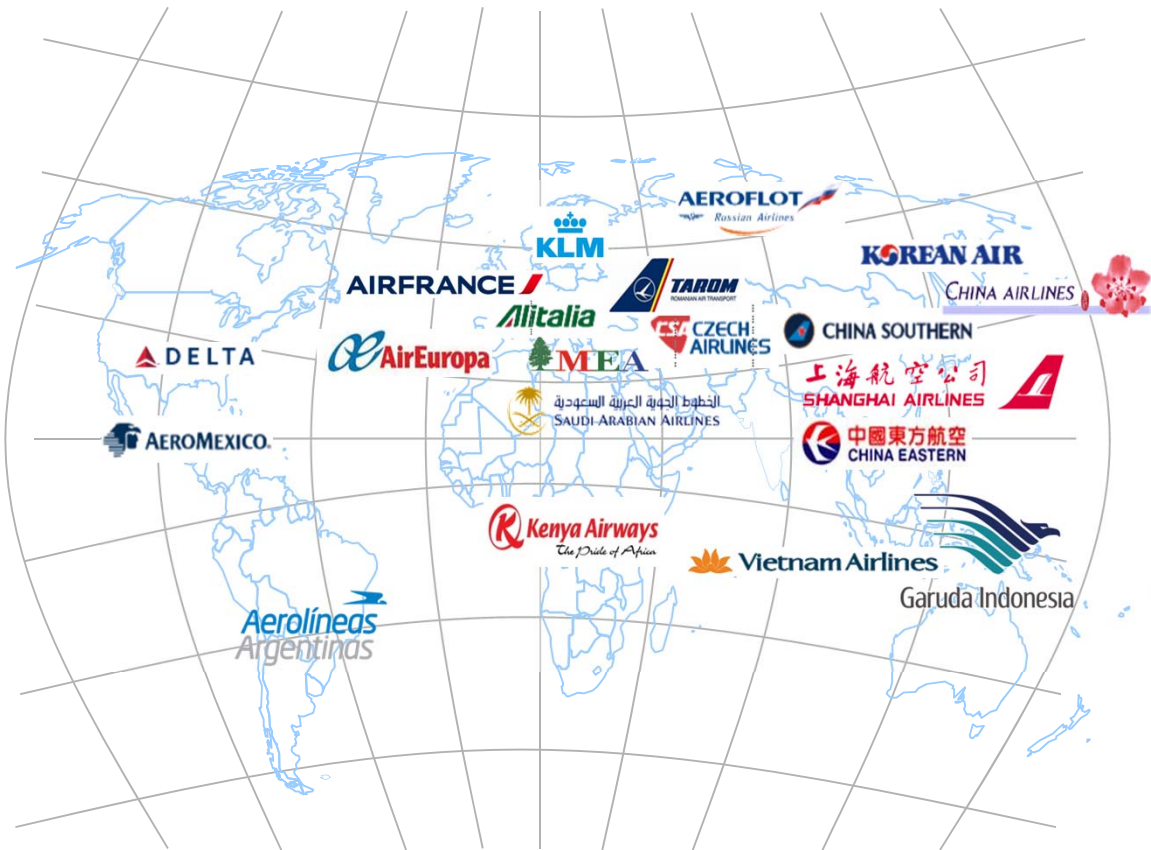 AEROFLOT
Russian Airlines
KLM
KOREAN AIR
AIRFRANCE
TAROM
ROMANIAN AIR TRANSPORT
CHINA AIRLINES
Alitalia
CSA CZECH
AIRLINES
CHINA SOUTHERN
DELTA
AirEuropa
MEA
上海航空公司
SHANGHAI AIRLINES
الخطوط الجوية العربية السعودية
SAUDI ARABIAN AIRLINES
AEROMEXICO.
中國東方航空
CHINA EASTERN
Kenya Airways
The Pride of Africa
Vietnam Airlines
Garuda Indonesia
Aerolíneas
Argentinas